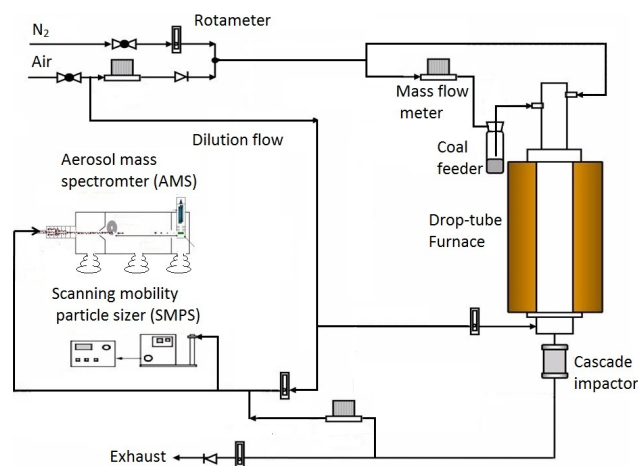 N₂
Rotameter
Air
Mass flow
meter
Dilution flow
Coal
feeder
Aerosol mass
spectromter (AMS)
Drop-tube
Furnace
Scanning mobility
particle sizer (SMPS)
Cascade
impactor
Exhaust